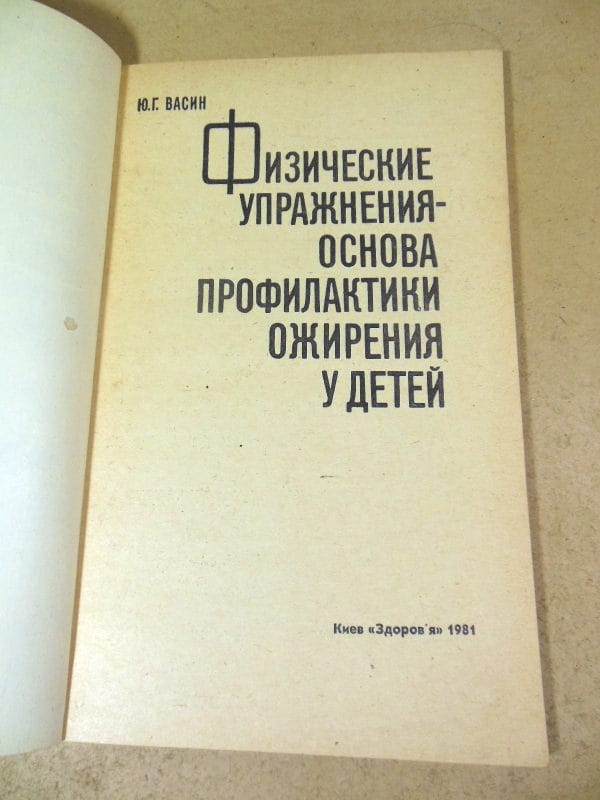 Ю.Г. ВАСИН
ФИЗИЧЕСКИЕ
УПРАЖНЕНИЯ-
ОСНОВА
ПРОФИЛАКТИКИ
ОЖИРЕНИЯ
У ДЕТЕЙ
Киев «Здоров'я» 1981